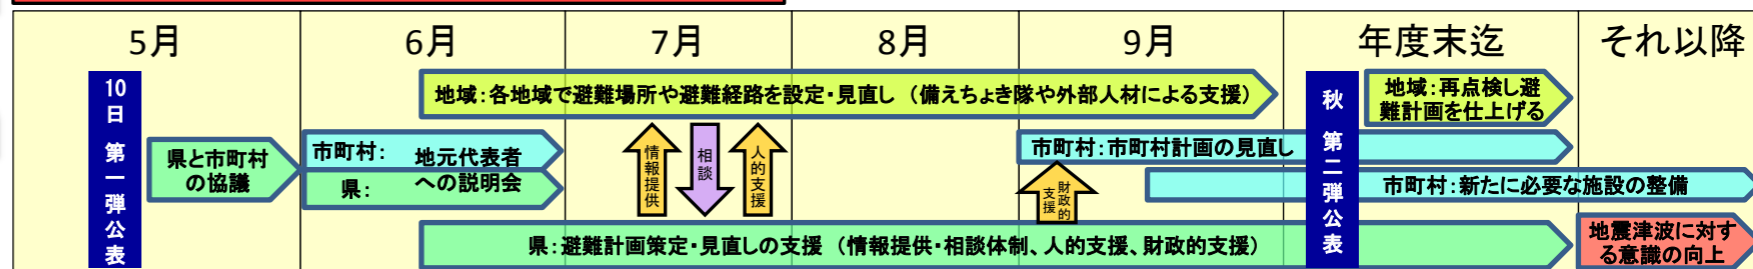 5月
6月
7月
8月
9月
年度末迄
それ以降
10日 第一弾公表
県と市町村
の協議
市町村： 地元代表者
県： への説明会
地域：各地域で避難場所や避難経路を設定・見直し （備えちょき隊や外部人材による支援）
情報提供
相談
人的支援
市町村：市町村計画の見直し
財政的
支援
秋 第二弾公表
地域：再点検し避
難計画を仕上げる
市町村：新たに必要な施設の整備
県：避難計画策定・見直しの支援 （情報提供・相談体制、人的支援、財政的支援）
地震津波に対す
る意識の向上